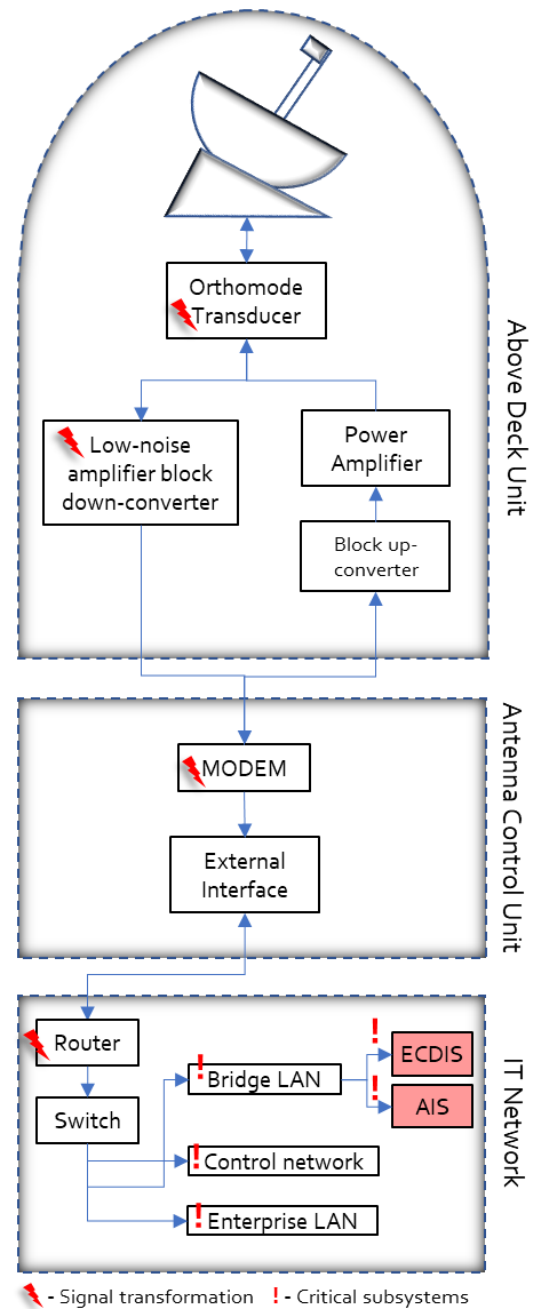 Orthomode
Transducer
Low-noise
amplifier block
down-converter
Power
Amplifier
Block up-
converter
Above Deck Unit
MODEM
External
Interface
Antenna Control Unit
Router
Switch
! Bridge LAN
! ECDIS
! AIS
! Control network
! Enterprise LAN
IT Network
- Signal transformation ! - Critical subsystems